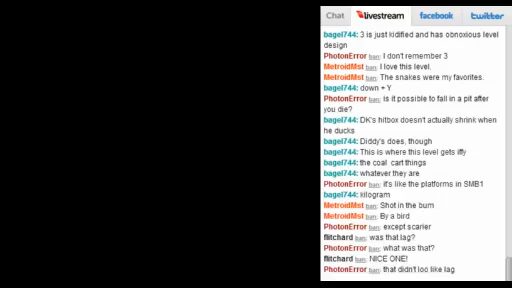 Chat livestream facebook twitter
bagel744: 3 is just kidified and has obnoxious level
design
PhotonError ban: I don't remember 3
MetroidMst ban: I love this level.
MetroidMst ban: The snakes were my favorites.
bagel744: down + Y
PhotonError ban: is it possible to fall in a pit after
you die?
bagel744: DK's hitbox doesn't actually shrink when
he ducks
bagel744: Diddy's does, though
bagel744: This is where this level gets iffy
bagel744: the coal cart things
bagel744: whatever they are
PhotonError ban: it's like the platforms in SMB1
bagel744: kilogram
MetroidMst ban: Shot in the bum
MetroidMst ban: By a bird
PhotonError ban: except scarier
flitchard ban: was that lag?
PhotonError ban: what was that?
flitchard ban: NICE ONE!
PhotonError ban: that didn't loo like lag